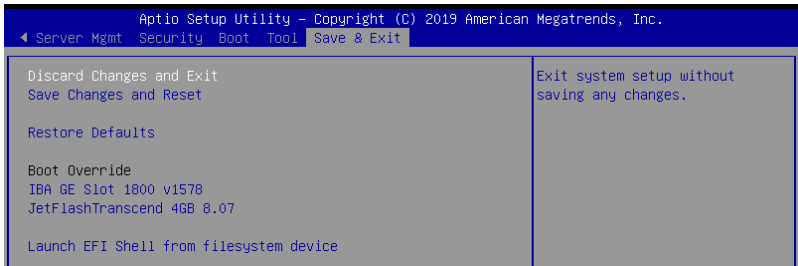 Aptio Setup Utility – Copyright (C) 2019 American Megatrends, Inc.
Server Mgmt Security Boot Tool Save & Exit
Discard Changes and Exit
Save Changes and Reset
Restore Defaults
Boot Override
IBA GE Slot 1800 v1578
JetFlashTranscend 4GB 8.07
Launch EFI Shell from filesystem device
Exit system setup without
saving any changes.